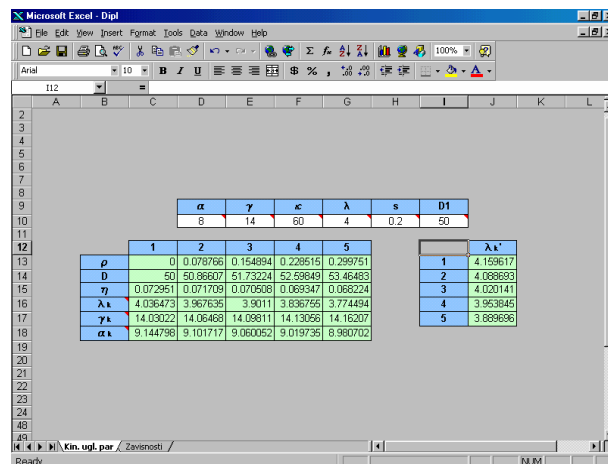 Microsoft Excel - Dipl
File Edit View Insert Format Tools Data Window Help
100%
Arial 10 B I U $ % ,
I12 =
A B C D E F G H I J K L
2
3
4
5
6
7
8
9 α γ κ λ s D1
10 8 14 60 4 0.2 50
11
12 1 2 3 4 5 λk'
13 ρ 0 0.078766 0.154894 0.228515 0.299751 1 4.159617
14 D 50 50.86607 51.73224 52.59849 53.46483 2 4.088693
15 η 0.072951 0.071709 0.070508 0.069347 0.068224 3 4.020141
16 λk 4.036473 3.967635 3.9011 3.836755 3.774494 4 3.953845
17 γk 14.03022 14.06468 14.09811 14.13056 14.16207 5 3.889696
18 αk 9.144798 9.101717 9.060052 9.019735 8.980702
19
20
21
22
23
24
48
49
Kin. ugl. par Zavisnosti
Ready NUM